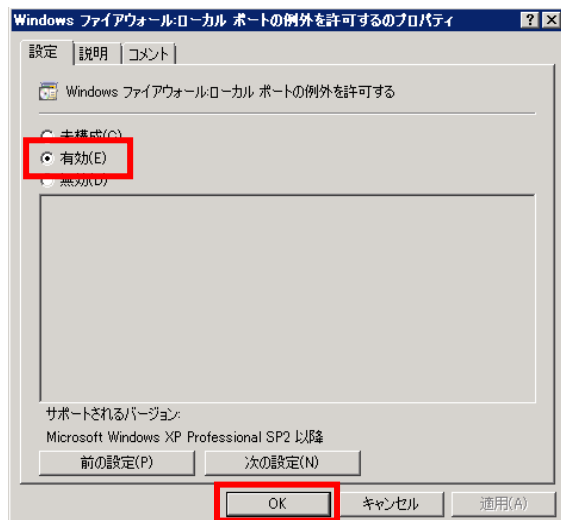 Windows ファイアウォール:ローカル ポートの例外を許可するのプロパティ
設定 説明 コメント
Windows ファイアウォール:ローカル ポートの例外を許可する
未構成(C)
有効(E)
無効(D)
サポートされるバージョン:
Microsoft Windows XP Professional SP2 以降
前の設定(P) 次の設定(N)
OK キャンセル 適用(A)